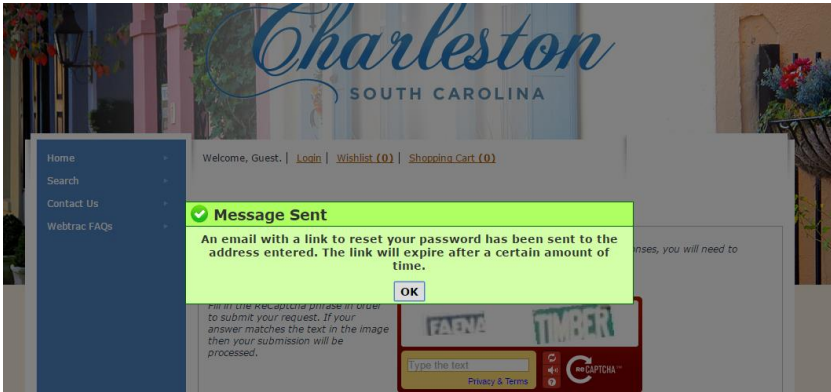 Charleston
SOUTH CAROLINA
Home
Welcome, Guest. | Login | Wishlist (0) | Shopping Cart (0)
Search
Contact Us
Webtrac FAQs
Message Sent
An email with a link to reset your password has been sent to the
address entered. The link will expire after a certain amount of
time.
OK
nses, you will need to
Fill in the ReCaptcha phrase in order
to submit your request. If your
answer matches the text in the image
then your submission will be
processed.
FAENA TIMBER
Type the text
Privacy & Terms
reCAPTCHA™